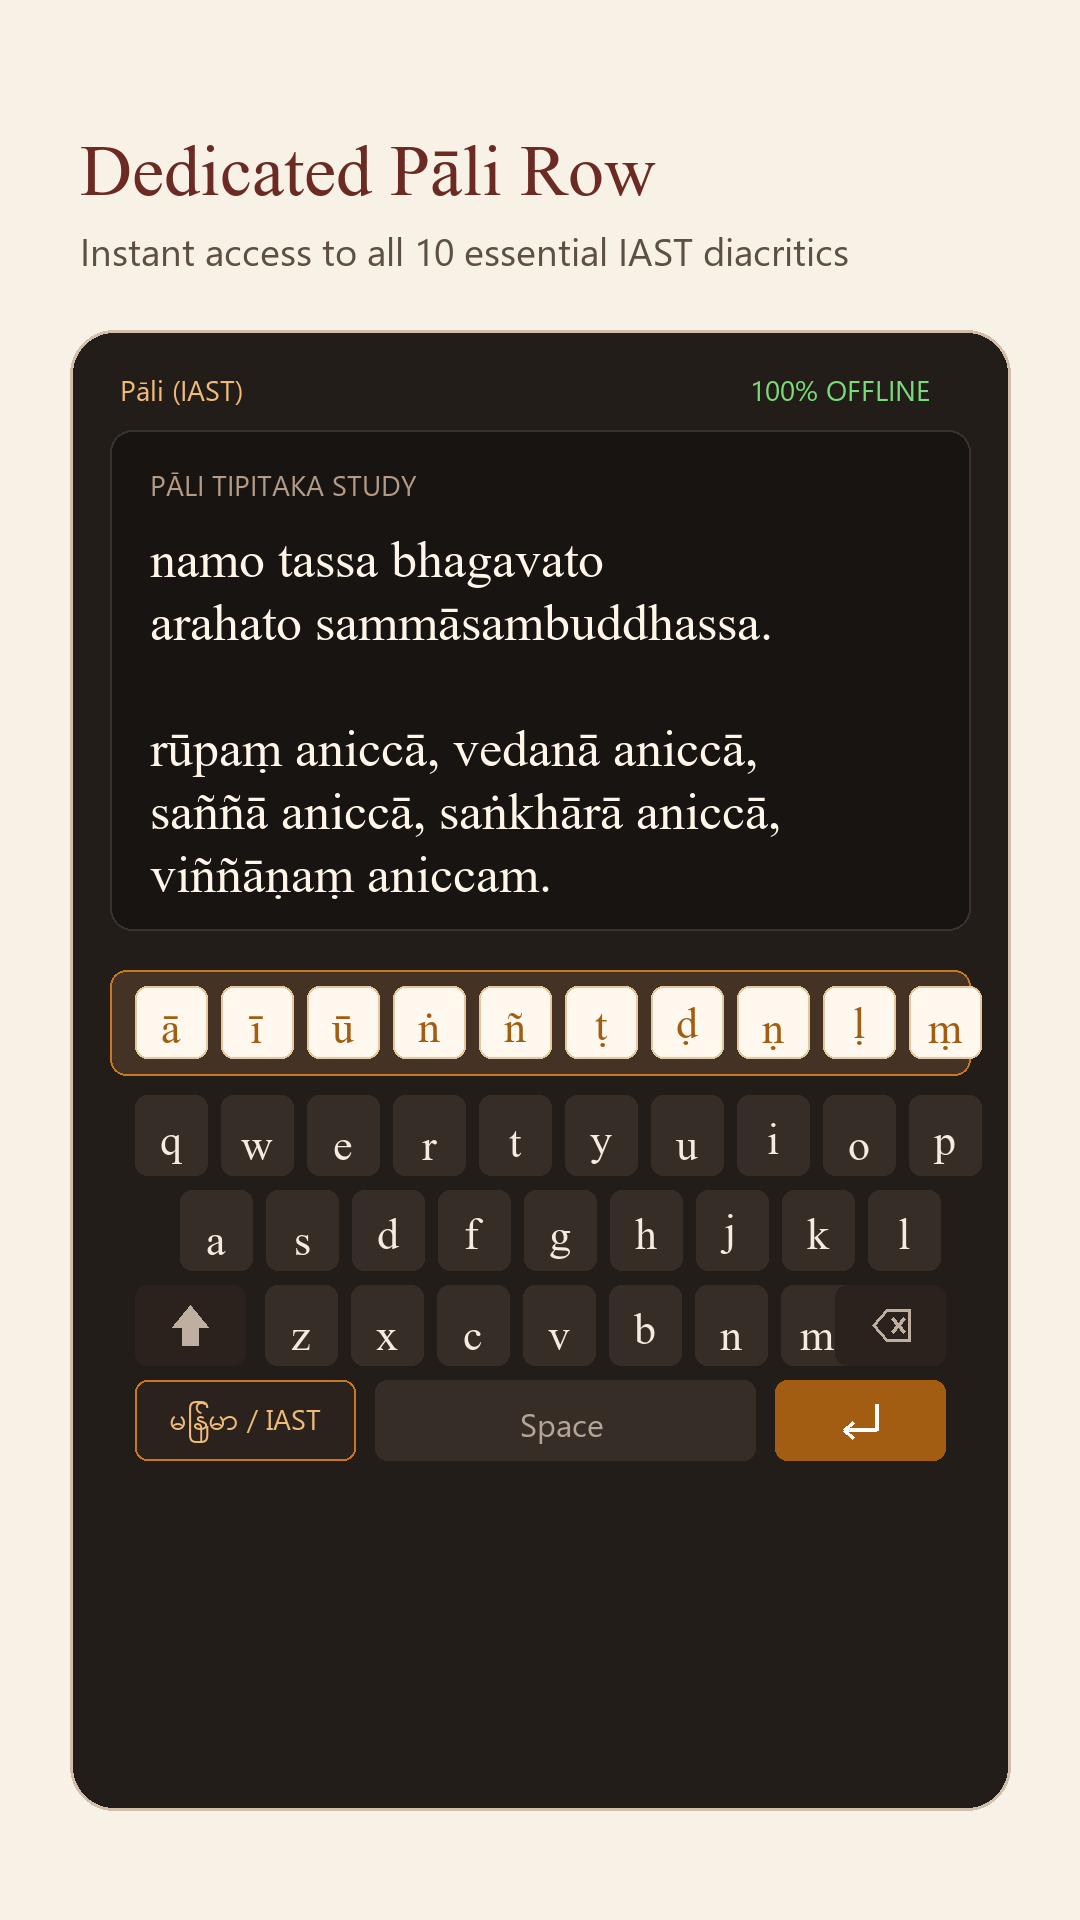 Dedicated Pāli Row
Instant access to all 10 essential IAST diacritics
Pāli (IAST) 100% OFFLINE
PĀLI TIPITAKA STUDY
namo tassa bhagavato
arahato sammāsambuddhassa.
rūpaṃ aniccā, vedanā aniccā,
saññā aniccā, saṅkhārā aniccā,
viññāṇaṃ aniccam.
ā ī ū ṅ ñ ṭ ḍ ṇ ḷ ṃ
q w e r t y u i o p
a s d f g h j k l
z x c v b n m
မြန်မာ / IAST Space